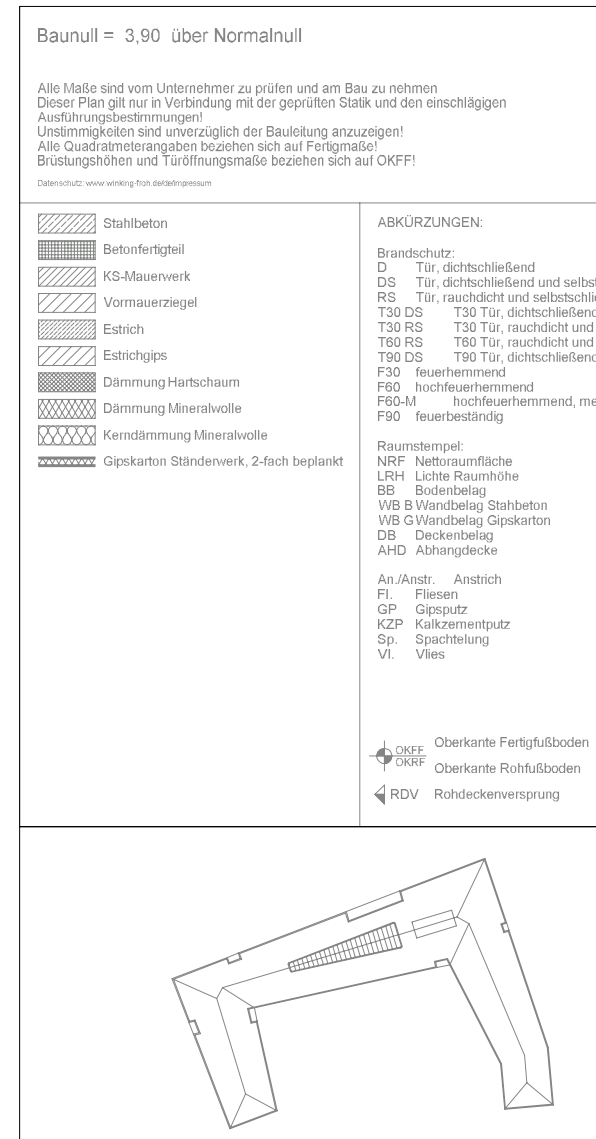 Baunull = 3,90 über Normalnull
Alle Maße sind vom Unternehmer zu prüfen und am Bau zu nehmen
Dieser Plan gilt nur in Verbindung mit der geprüften Statik und den einschlägigen
Ausführungsbestimmungen!
Unstimmigkeiten sind unverzüglich der Bauleitung anzuzeigen!
Alle Quadratmeterangaben beziehen sich auf Fertigmaße!
Brüstungshöhen und Türöffnungsmaße beziehen sich auf OKFF!
Datenschutz: www.winking-froh.de/de/impressum
Stahlbeton
Betonfertigteil
KS-Mauerwerk
Vormauerziegel
Estrich
Estrichgips
Dämmung Hartschaum
Dämmung Mineralwolle
Kerndämmung Mineralwolle
Gipskarton Ständerwerk, 2-fach beplankt
ABKÜRZUNGEN:
Brandschutz:
D Tür, dichtschließend
DS Tür, dichtschließend und selbst
RS Tür, rauchdicht und selbstschlie
T30 DS T30 Tür, dichtschließend
T30 RS T30 Tür, rauchdicht und
T60 RS T60 Tür, rauchdicht und
T90 DS T90 Tür, dichtschließend
F30 feuerhemmend
F60 hochfeuerhemmend
F60-M hochfeuerhemmend, me
F90 feuerbeständig
Raumstempel:
NRF Nettoraumfläche
LRH Lichte Raumhöhe
BB Bodenbelag
WB B Wandbelag Stahbeton
WB G Wandbelag Gipskarton
DB Deckenbelag
AHD Abhangdecke
An./Anstr. Anstrich
Fl. Fliesen
GP Gipsputz
KZP Kalkzementputz
Sp. Spachtelung
Vl. Vlies
OKFF Oberkante Fertigfußboden
OKRF Oberkante Rohfußboden
RDV Rohdeckenversprung